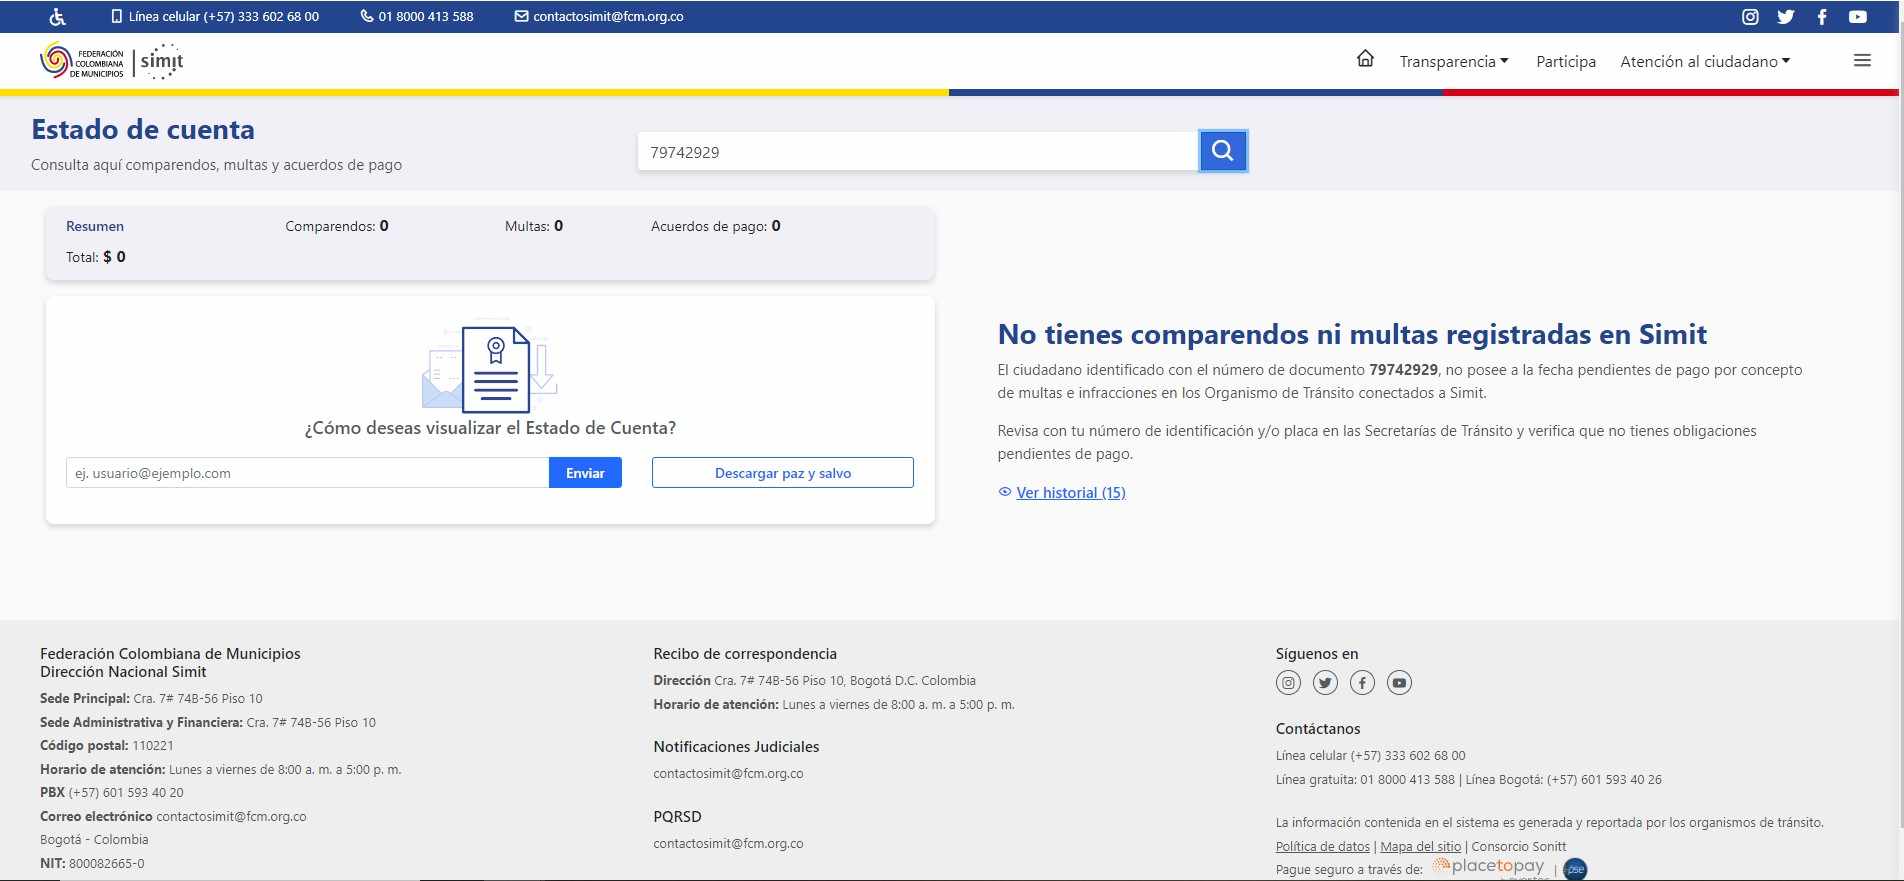 Línea celular (+57) 333 602 68 00
01 8000 413 588
contactosimit@fcm.org.co
FEDERACIÓN
COLOMBIANA
DE MUNICIPIOS
simit
Transparencia
Participa
Atención al ciudadano
Estado de cuenta
Consulta aquí comparendos, multas y acuerdos de pago
79742929
Resumen
Comparendos: 0
Multas: 0
Acuerdos de pago: 0
Total: $ 0
¿Cómo deseas visualizar el Estado de Cuenta?
ej. usuario@ejemplo.com
Enviar
Descargar paz y salvo
No tienes comparendos ni multas registradas en Simit
El ciudadano identificado con el número de documento 79742929, no posee a la fecha pendientes de pago por concepto
de multas e infracciones en los Organismo de Tránsito conectados a Simit.
Revisa con tu número de identificación y/o placa en las Secretarías de Tránsito y verifica que no tienes obligaciones
pendientes de pago.
Ver historial (15)
Federación Colombiana de Municipios
Dirección Nacional Simit
Sede Principal: Cra. 7# 74B-56 Piso 10
Sede Administrativa y Financiera: Cra. 7# 74B-56 Piso 10
Código postal: 110221
Horario de atención: Lunes a viernes de 8:00 a. m. a 5:00 p. m.
PBX (+57) 601 593 40 20
Correo electrónico contactosimit@fcm.org.co
Bogotá - Colombia
NIT: 800082665-0
Recibo de correspondencia
Dirección Cra. 7# 74B-56 Piso 10, Bogotá D.C. Colombia
Horario de atención: Lunes a viernes de 8:00 a. m. a 5:00 p. m.
Notificaciones Judiciales
contactosimit@fcm.org.co
PQRSD
contactosimit@fcm.org.co
Síguenos en
Contáctanos
Línea celular (+57) 333 602 68 00
Línea gratuita: 01 8000 413 588 | Línea Bogotá: (+57) 601 593 40 26
La información contenida en el sistema es generada y reportada por los organismos de tránsito.
Política de datos | Mapa del sitio | Consorcio Sonitt
Pague seguro a través de: placetopay | pse